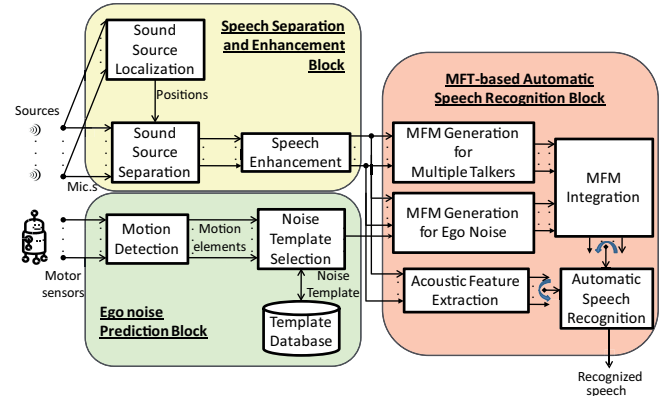 Speech Separation
and Enhancement
Block
Sound
Source
Localization
Positions
Sources
Sound
Source
Separation
Speech
Enhancement
Mic.s
MFT-based Automatic
Speech Recognition Block
MFM Generation
for
Multiple Talkers
MFM
Integration
MFM Generation
for Ego Noise
Motion
Detection
Motion
elements
Noise
Template
Selection
Motor
sensors
Noise
Template
Template
Database
Ego noise
Prediction Block
Acoustic Feature
Extraction
Automatic
Speech
Recognition
Recognized
speech